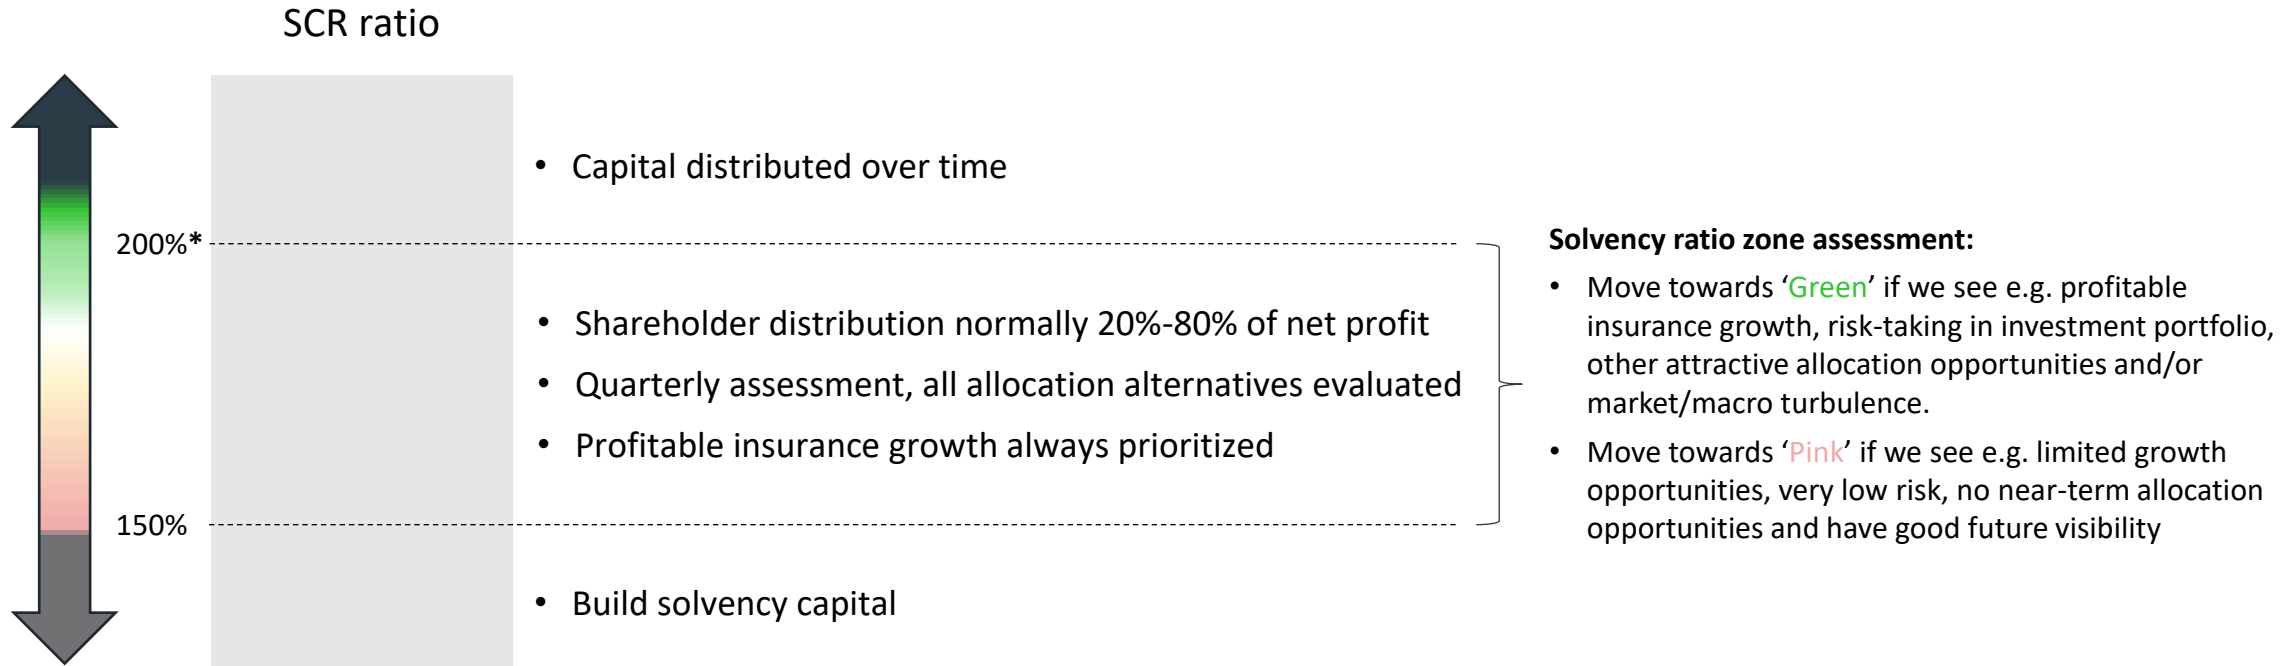 SCR ratio
• Capital distributed over time
200%*
• Shareholder distribution normally 20%-80% of net profit
• Quarterly assessment, all allocation alternatives evaluated
• Profitable insurance growth always prioritized
150%
• Build solvency capital
Solvency ratio zone assessment:
• Move towards ‘Green’ if we see e.g. profitable
insurance growth, risk-taking in investment portfolio,
other attractive allocation opportunities and/or
market/macro turbulence.
• Move towards ‘Pink’ if we see e.g. limited growth
opportunities, very low risk, no near-term allocation
opportunities and have good future visibility